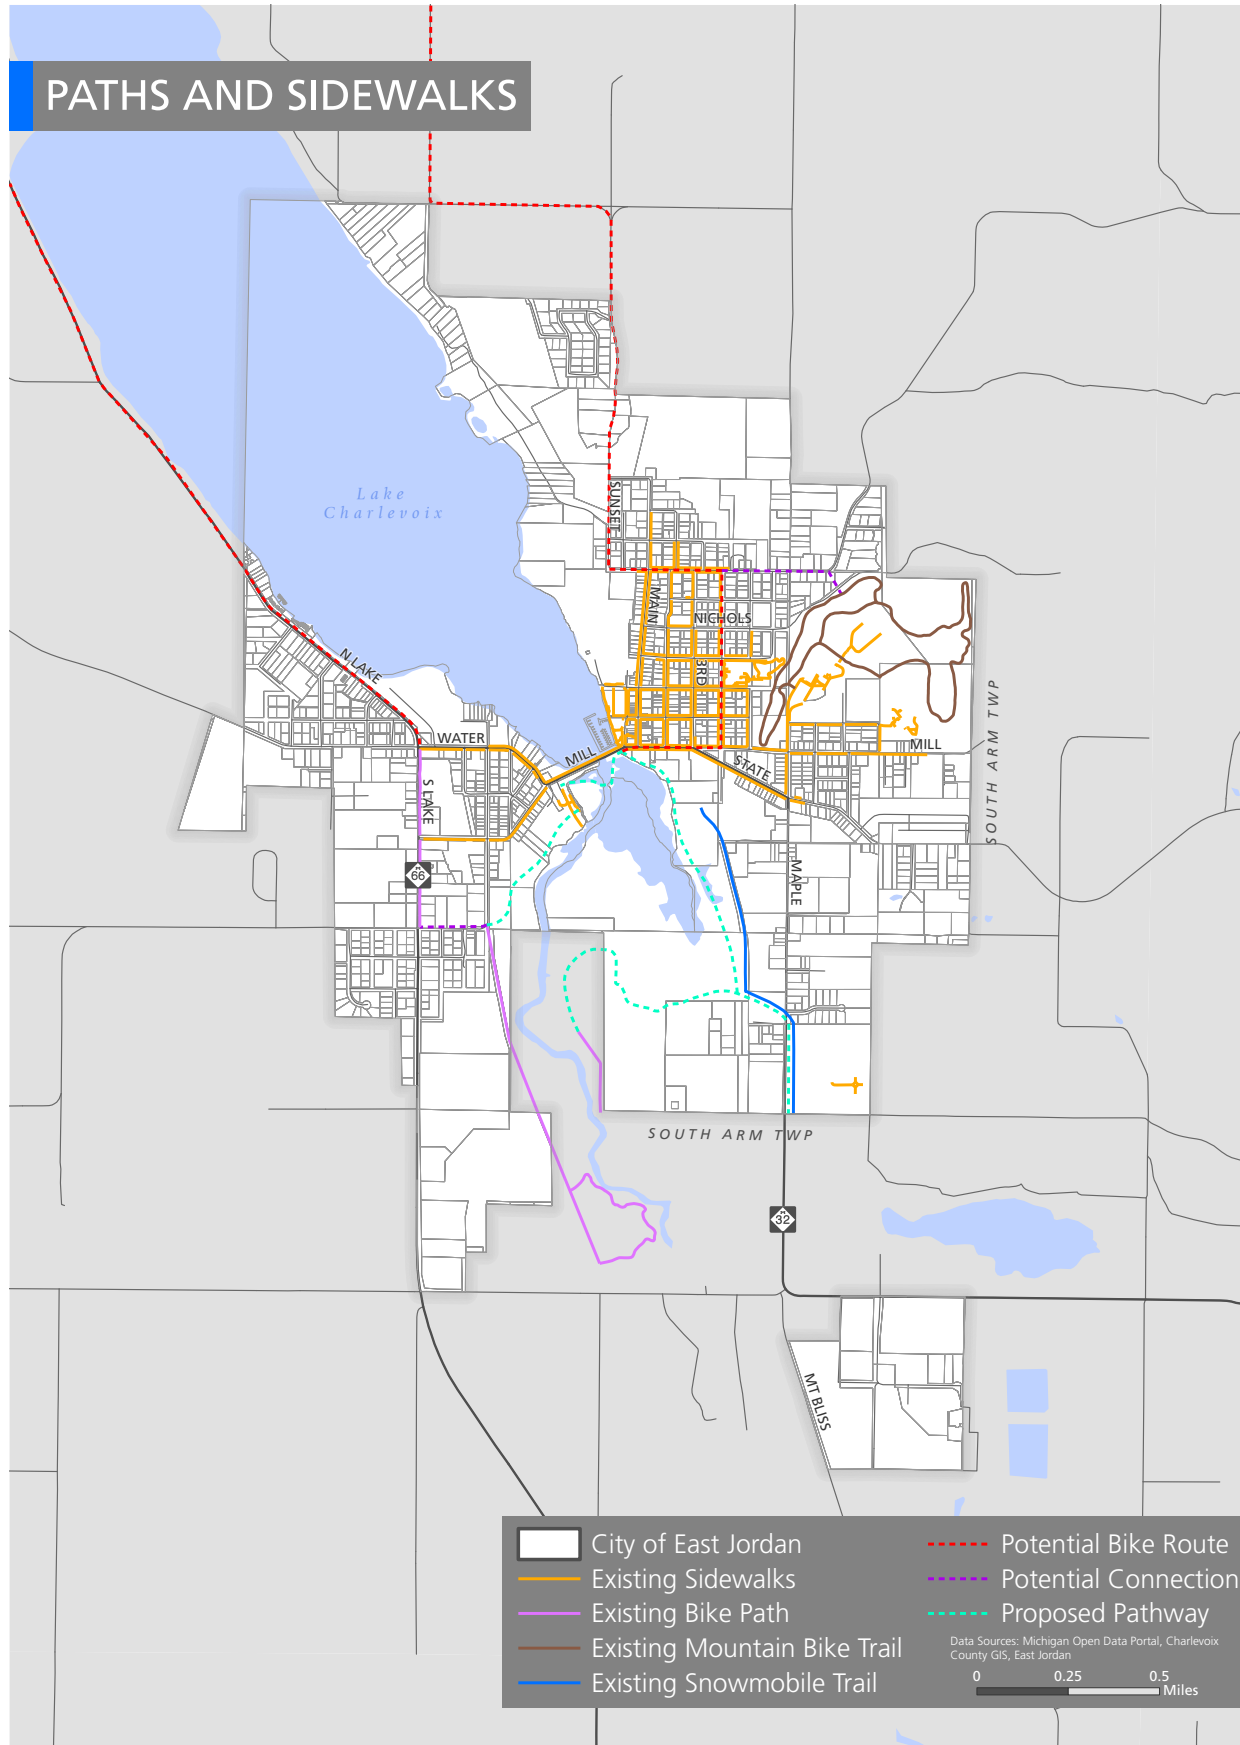 PATHS AND SIDEWALKS
Lake
Charlevoix
SUNSET
MAIN
NICHOLS
3RD
N LAKE
WATER
MILL
STATE
MILL
S LAKE
MAPLE
SOUTH ARM TWP
66
SOUTH ARM TWP
M
32
MT BLISS
City of East Jordan
Existing Sidewalks
Existing Bike Path
Existing Mountain Bike Trail
Existing Snowmobile Trail
Potential Bike Route
Potential Connection
Proposed Pathway
Data Sources: Michigan Open Data Portal, Charlevoix
County GIS, East Jordan
0 0.25 0.5
Miles